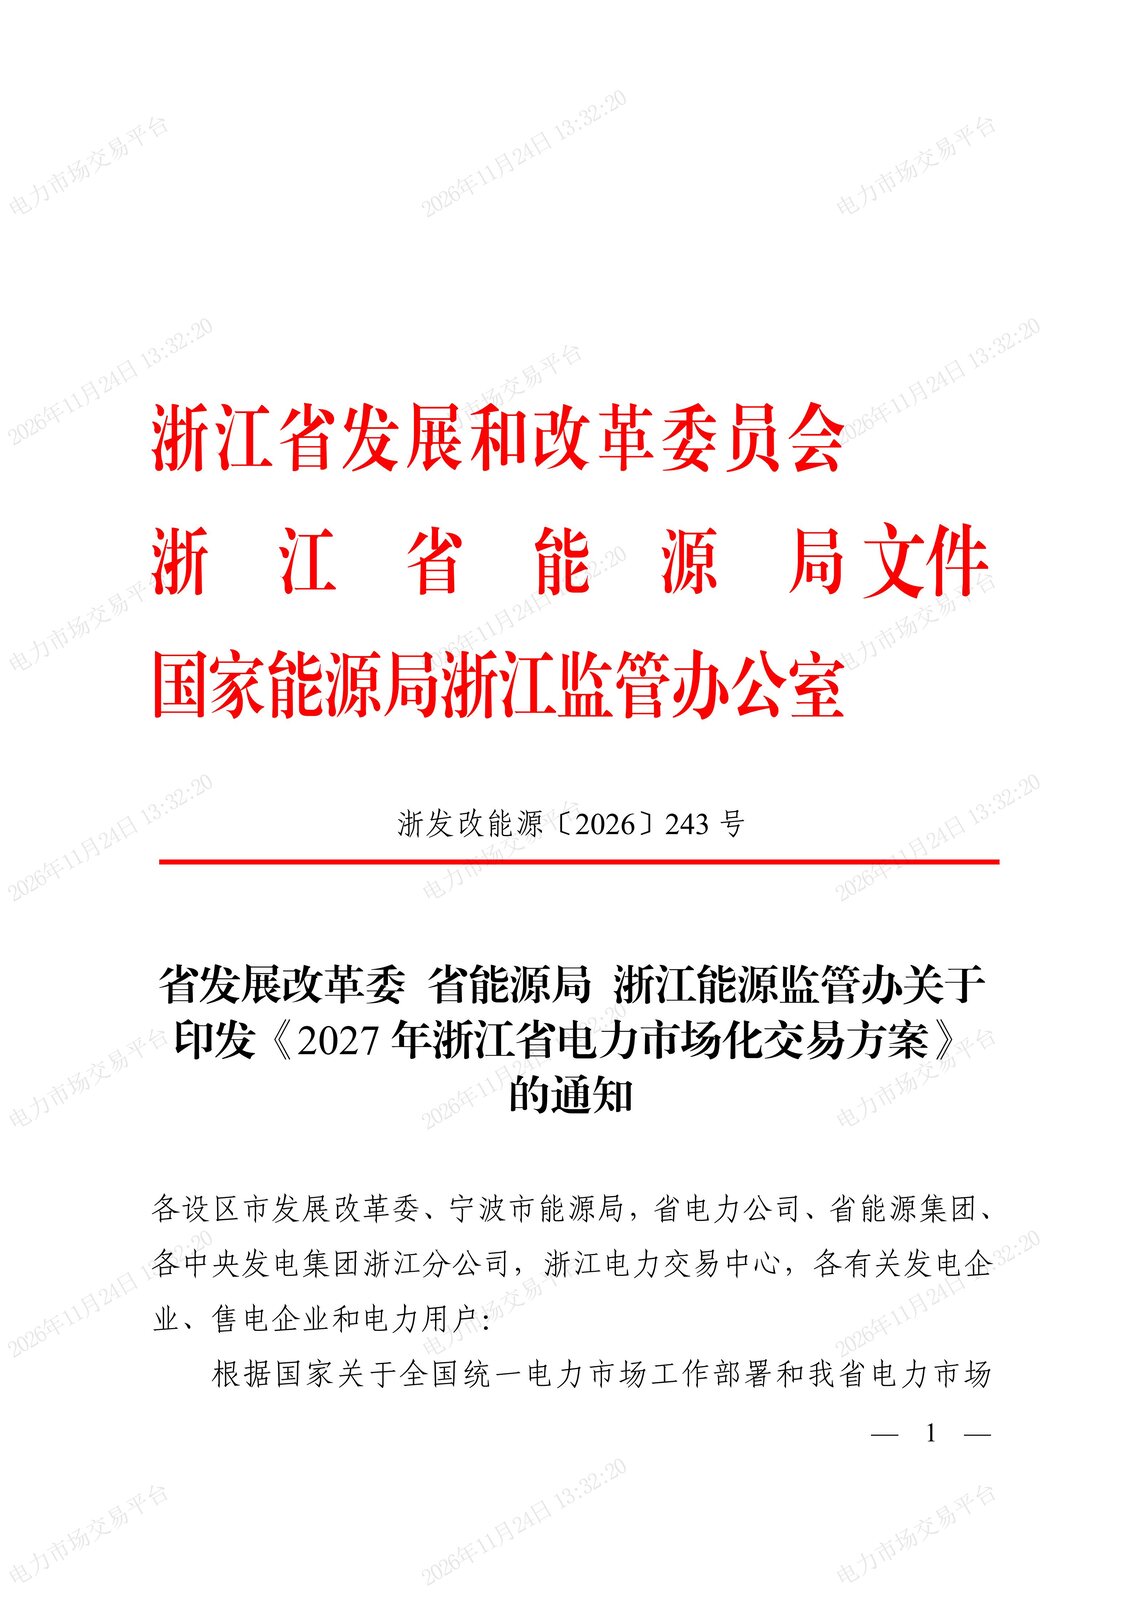 浙江省发展和改革委员会
浙江省能源局文件
国家能源局浙江监管办公室
浙发改能源〔2026〕243 号
省发展改革委 省能源局 浙江能源监管办关于
印发《2027 年浙江省电力市场化交易方案》
的通知
各设区市发展改革委、宁波市能源局，省电力公司、省能源集团、
各中央发电集团浙江分公司，浙江电力交易中心，各有关发电企
业、售电企业和电力用户：
根据国家关于全国统一电力市场工作部署和我省电力市场
— 1 —
电力市场交易平台
2026年11月24日 13:32:20